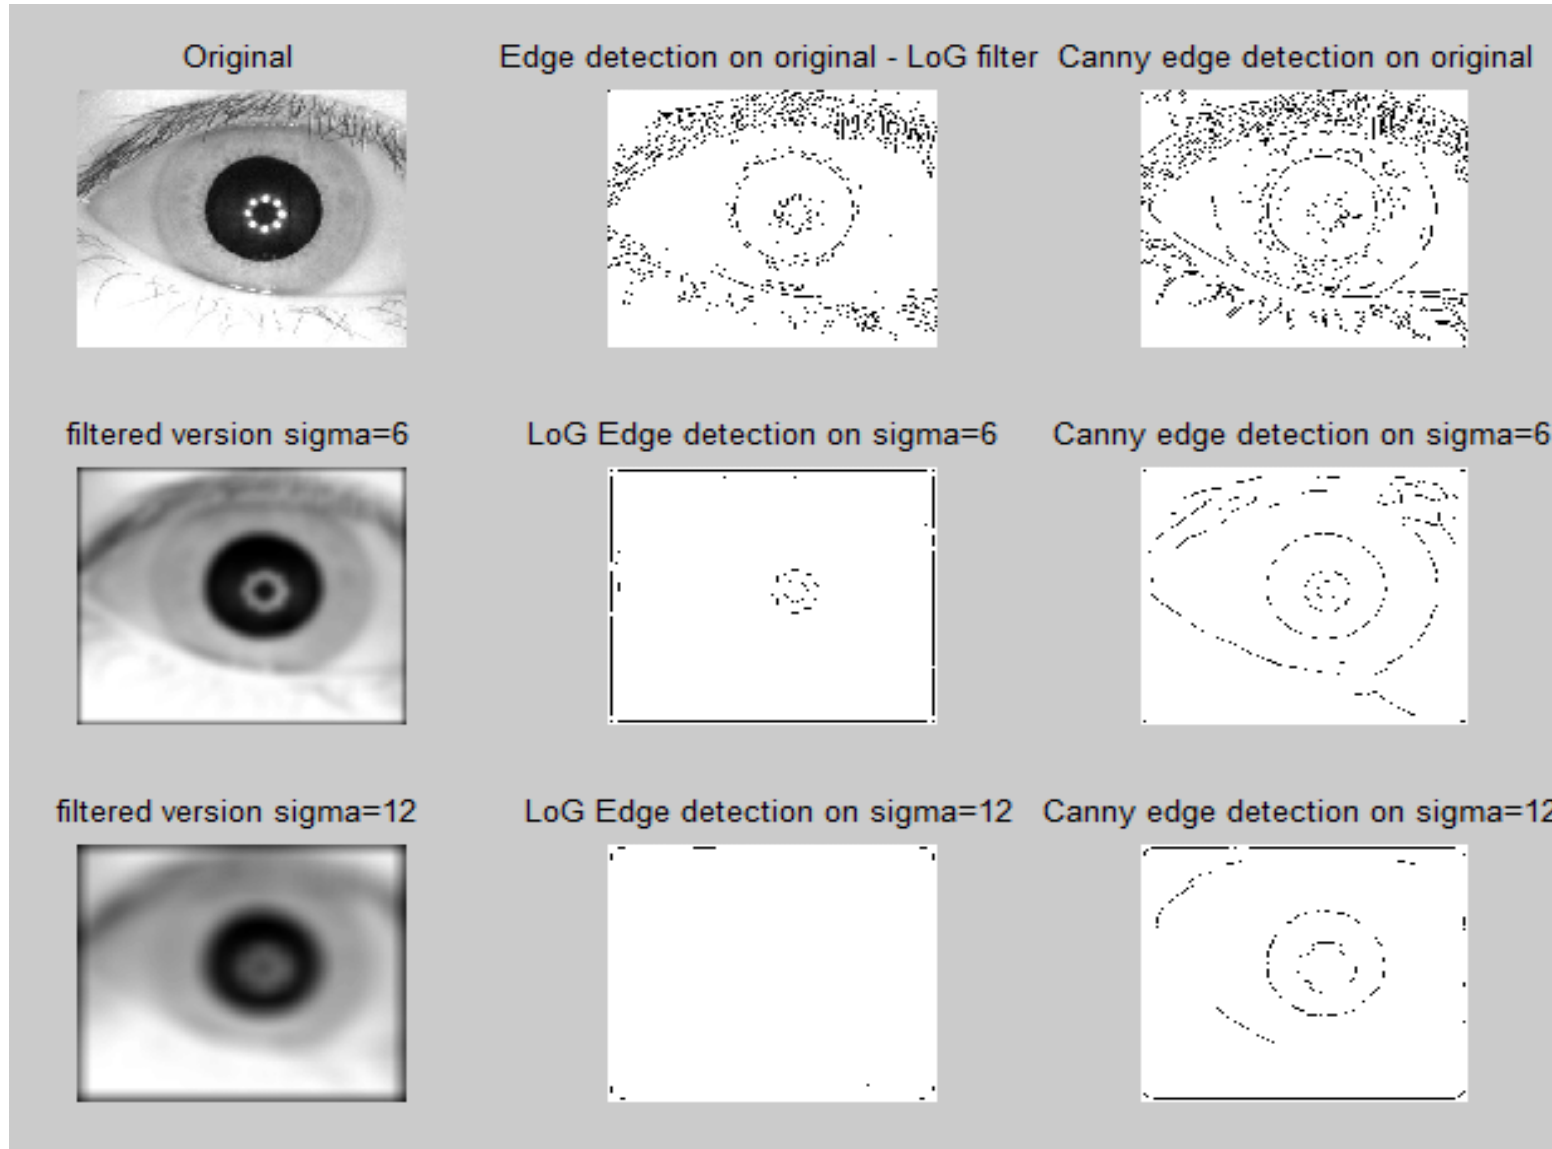 Original
Edge detection on original - LoG filter
Canny edge detection on original
filtered version sigma=6
LoG Edge detection on sigma=6
Canny edge detection on sigma=6
filtered version sigma=12
LoG Edge detection on sigma=12
Canny edge detection on sigma=12